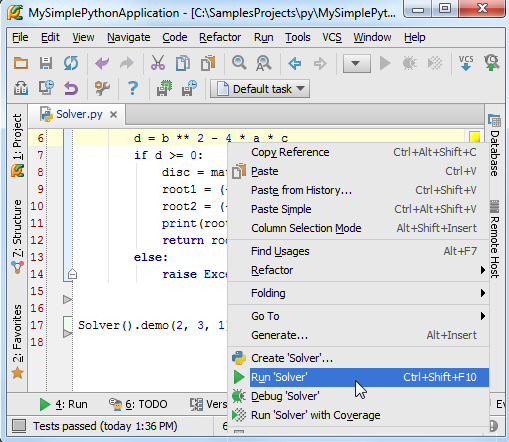 MySimplePythonApplication - [C:\SamplesProjects\py\MySimplePyt...
File Edit View Navigate Code Refactor Run Tools VCS Window Help
VCS
Default task
Solver.py
1: Project
Z: Structure
2: Favorites
Database
Remote Host
6 d = b ** 2 - 4 * a * c
7 if d >= 0:
8 disc = ma
9 root1 = (-
10 root2 = (-
11 print(roo
12 return ro
13 else:
14 raise Exce
15
16
17 Solver().demo(2, 3, 1
18
Copy Reference Ctrl+Alt+Shift+C
Paste Ctrl+V
Paste from History... Ctrl+Shift+V
Paste Simple Ctrl+Alt+Shift+V
Column Selection Mode Alt+Shift+Insert
Find Usages Alt+F7
Refactor
Folding
Go To
Generate... Alt+Insert
Create 'Solver'...
Run 'Solver' Ctrl+Shift+F10
Debug 'Solver'
Run 'Solver' with Coverage
4: Run 6: TODO Vers
Ev
Tests passed (today 1:36 PM)